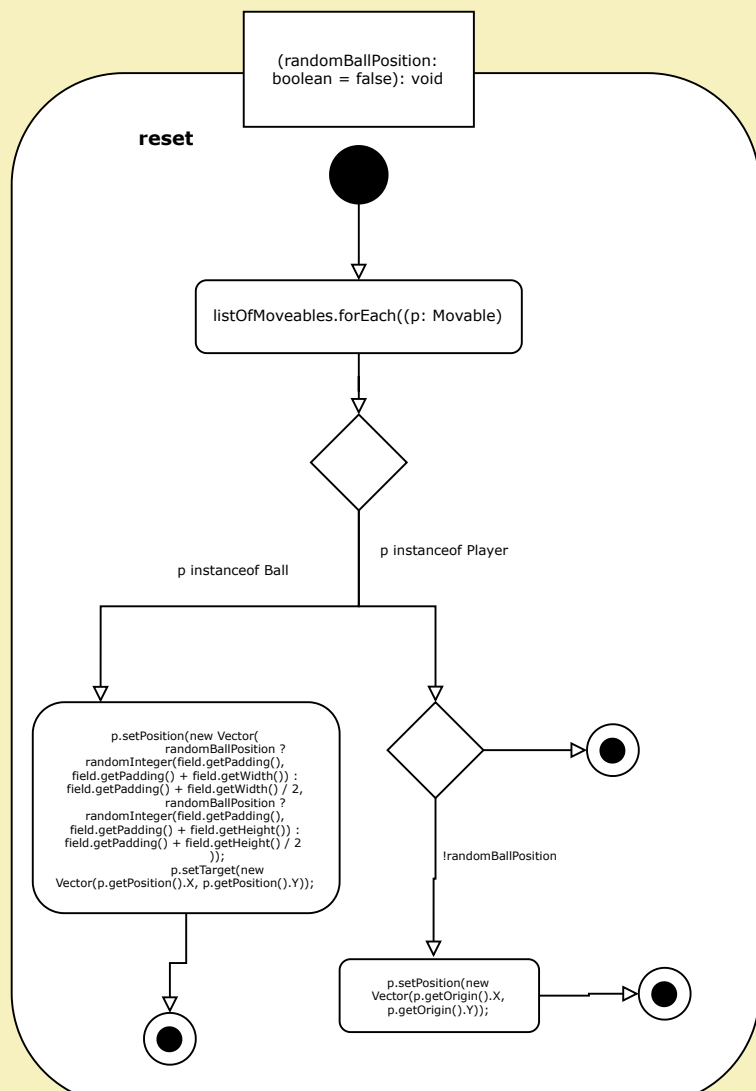 (randomBallPosition:
boolean = false): void
reset
listOfMoveables.forEach((p: Movable)
p instanceof Player
p instanceof Ball
p.setPosition(new Vector(
randomBallPosition ?
randomInteger(field.getPadding(),
field.getPadding() + field.getWidth()) :
field.getPadding() + field.getWidth() / 2,
randomBallPosition ?
randomInteger(field.getPadding(),
field.getPadding() + field.getHeight()) :
field.getPadding() + field.getHeight() / 2
));
p.setTarget(new
Vector(p.getPosition().X, p.getPosition().Y));
!randomBallPosition
p.setPosition(new
Vector(p.getOrigin().X,
p.getOrigin().Y));